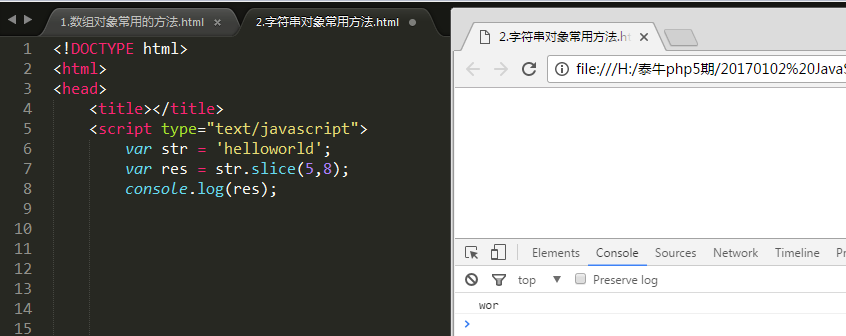 1.数组对象常用的方法.html ×
2.字符串对象常用方法.html
1 <!DOCTYPE html>
2 <html>
3 <head>
4 <title></title>
5 <script type="text/javascript">
6 var str = 'helloworld';
7 var res = str.slice(5,8);
8 console.log(res);
9
10
11
12
13
14
15
2.字符串对象常用方法.ht ×
file:///H:/泰牛php5期/20170102%20JavaS
Elements Console Sources Network Timeline Pr
top ▼ Preserve log
wor
>